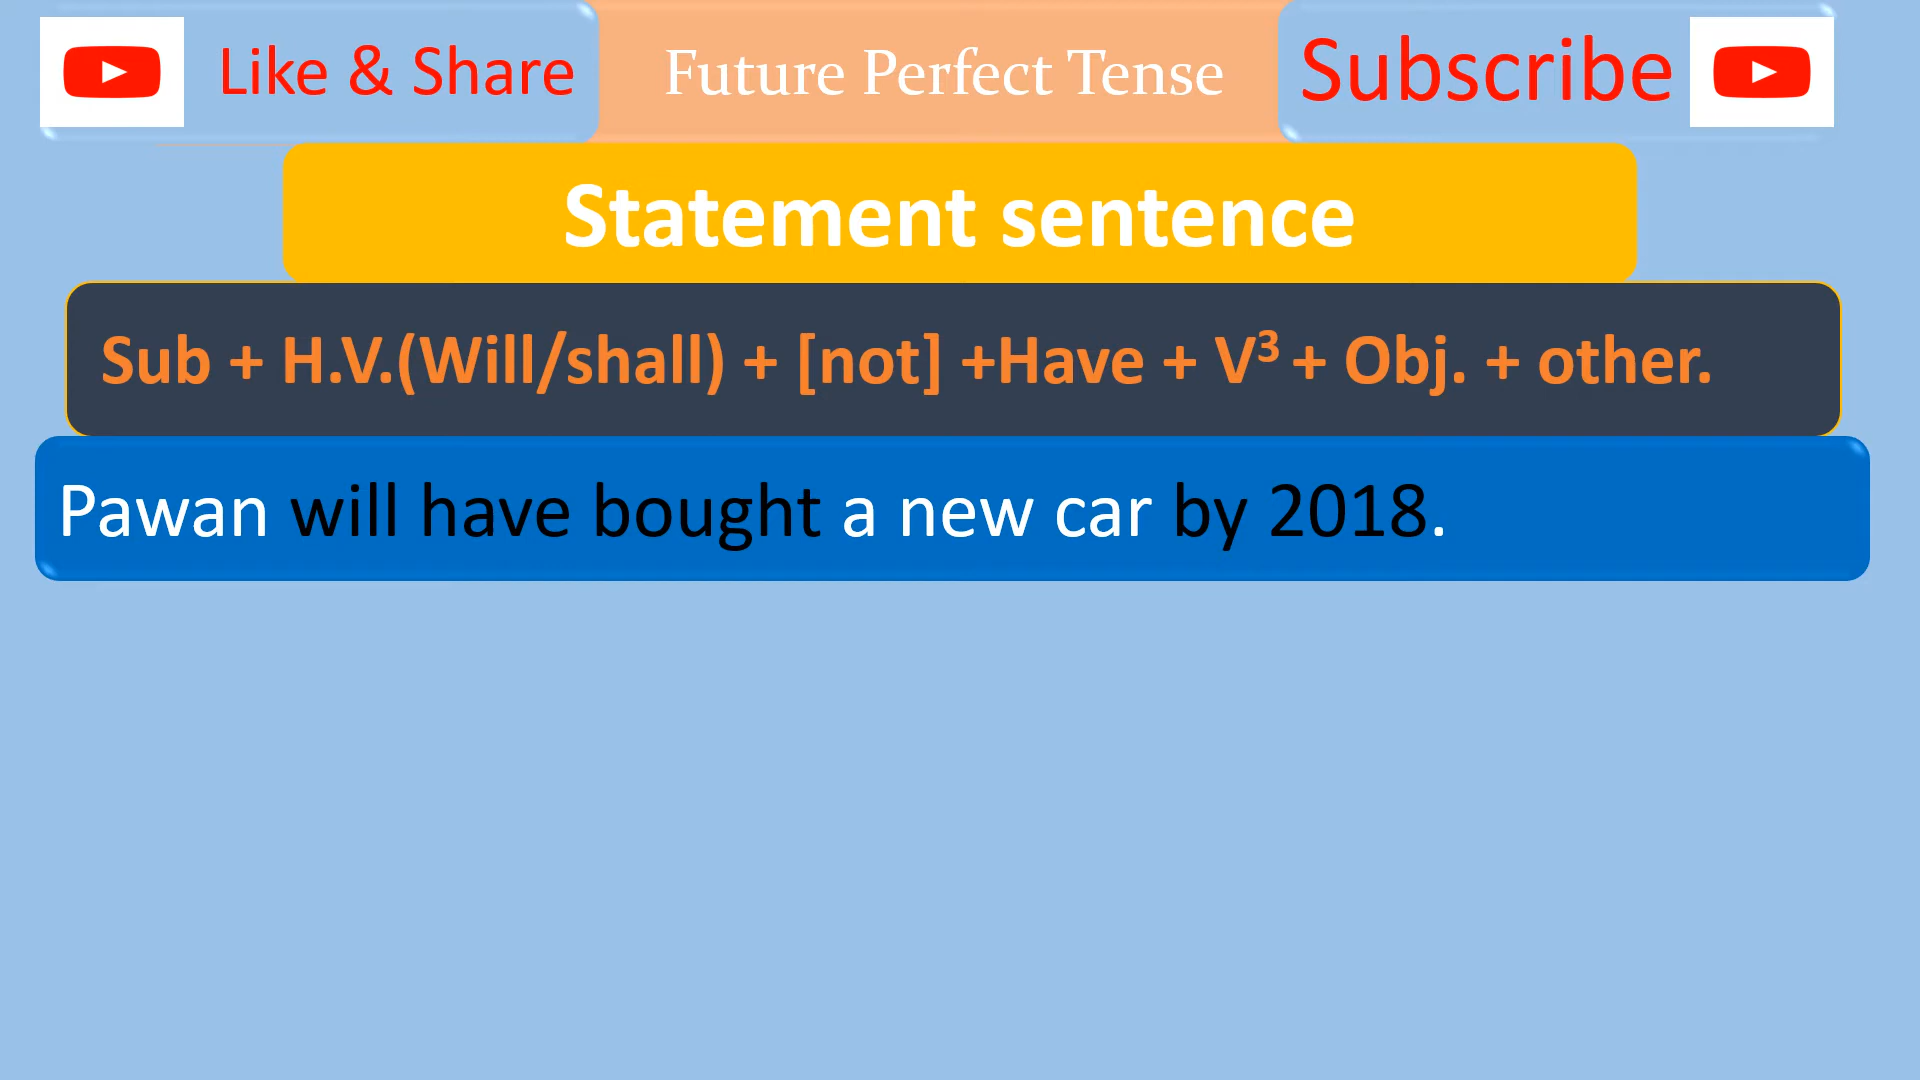 Like & Share
Future Perfect Tense
Subscribe
Statement sentence
Sub + H.V.(Will/shall) + [not] +Have + V³ + Obj. + other.
Pawan will have bought a new car by 2018.